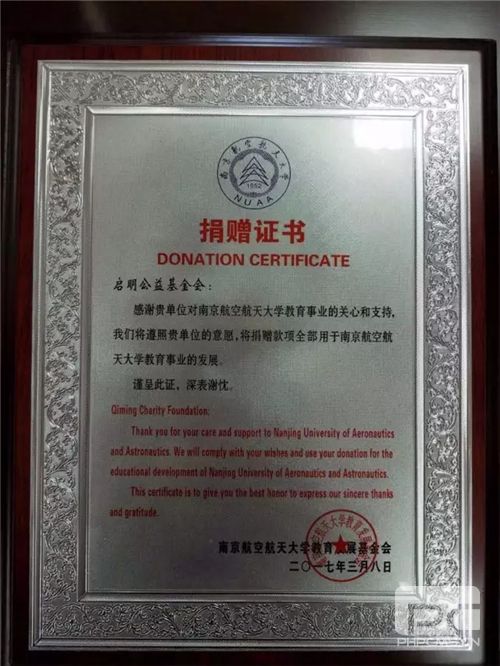 南京航空航天大学
1952
NUAA
捐赠证书
DONATION CERTIFICATE
启明公益基金会：
感谢贵单位对南京航空航天大学教育事业的关心和支持，
我们将遵照贵单位的意愿，将捐赠款项全部用于南京航空航
天大学教育事业的发展。
谨呈此证，深表谢忱。
Qiming Charity Foundation:
Thank you for your care and support to Nanjing University of Aeronautics
and Astronautics. We will comply with your wishes and use your donation for the
educational development of Nanjing University of Aeronautics and Astronautics.
This certificate is to give you the best honor to express our sincere thanks
and gratitude.
南京航空航天大学教育发展基金会
二〇一七年三月八日